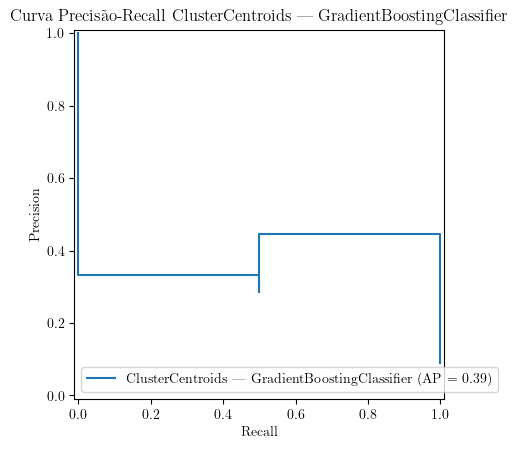 Curva Precisão-Recall ClusterCentroids — GradientBoostingClassifier
1.0
0.8
0.6
0.4
0.2
0.0
Precision
ClusterCentroids — GradientBoostingClassifier (AP = 0.39)
0.0 0.2 0.4 0.6 0.8 1.0
Recall